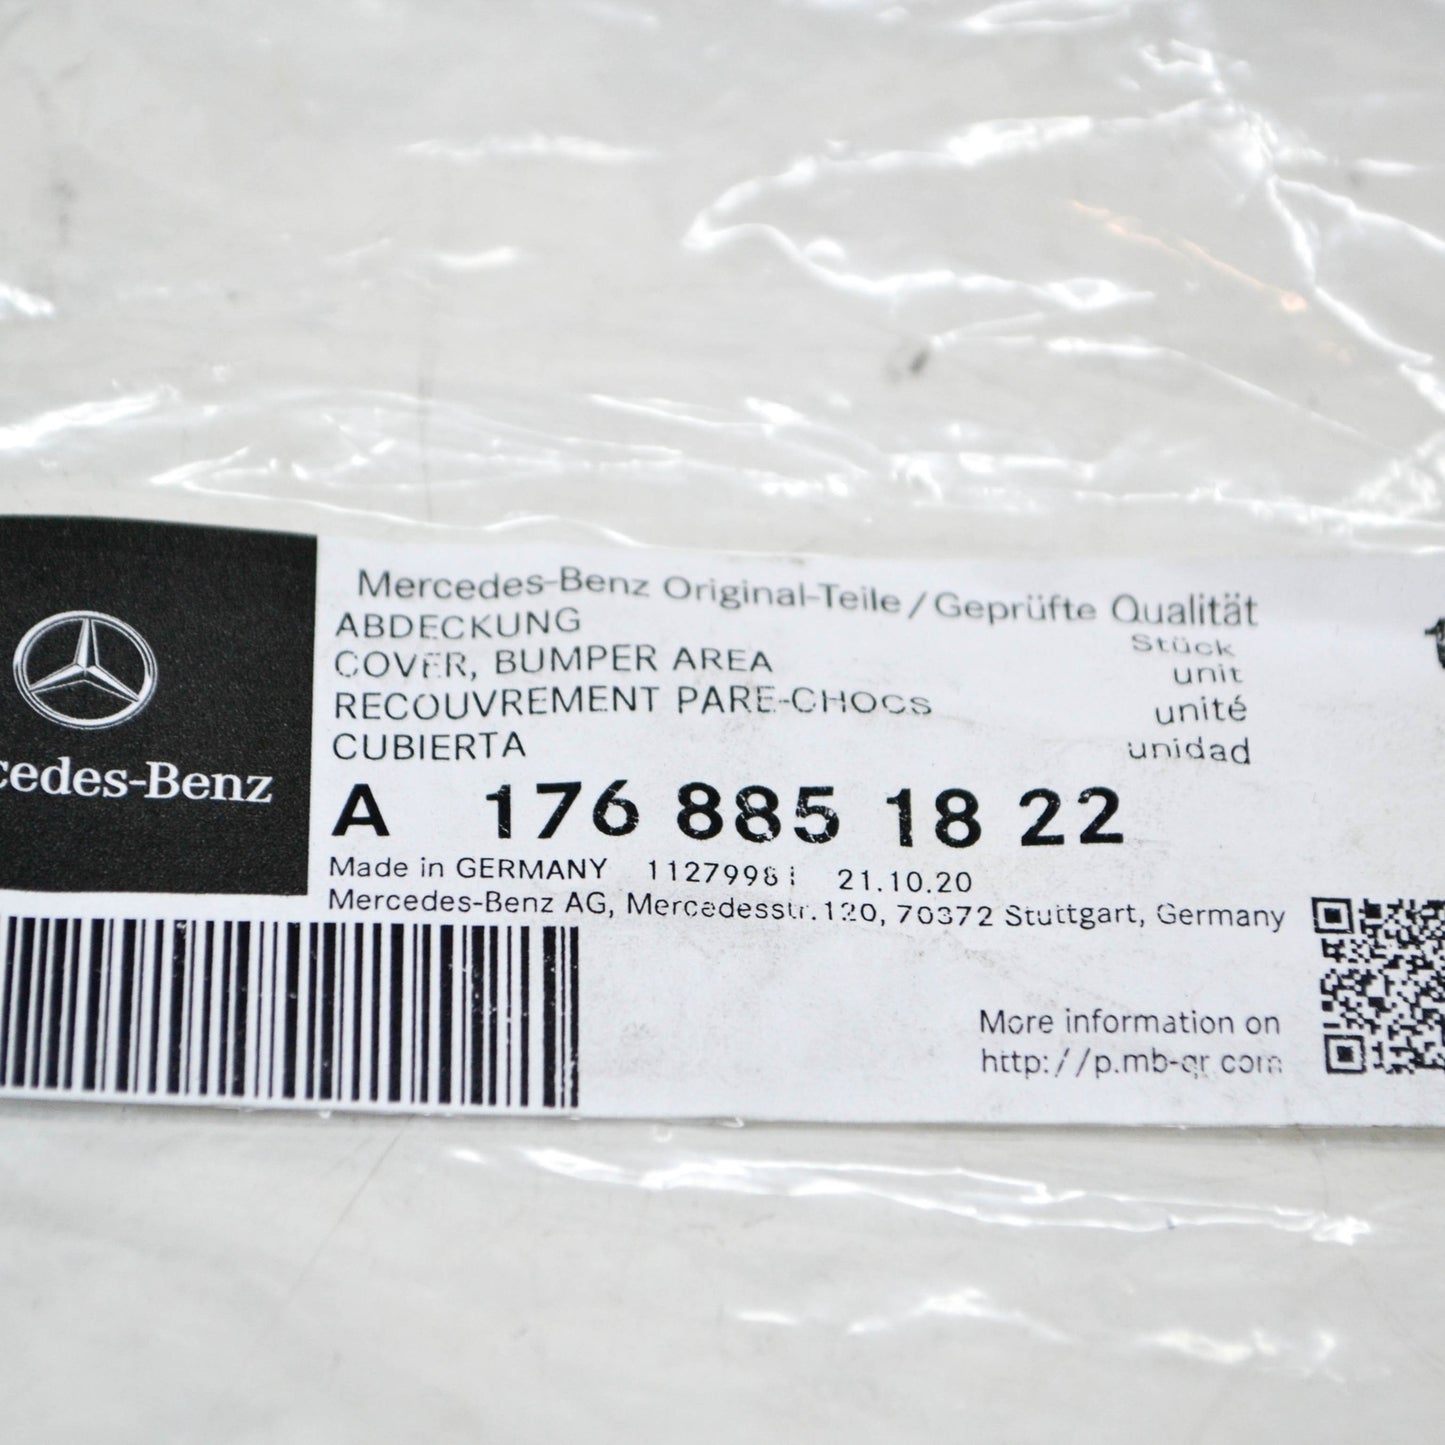 cedes-Benz
Mercedes-Benz Original-Teile / Geprüfte Qualität
ABDECKUNG Stück
COVER, BUMPER AREA unit
RECOUVREMENT PARE-CHOCS unité
CUBIERTA unidad
A 176 885 18 22
Made in GERMANY 21.10.20
Mercedes-Benz AG, Mercedesstr. 120, 70372 Stuttgart, Germany
More information on
http://p.mb-qr.com